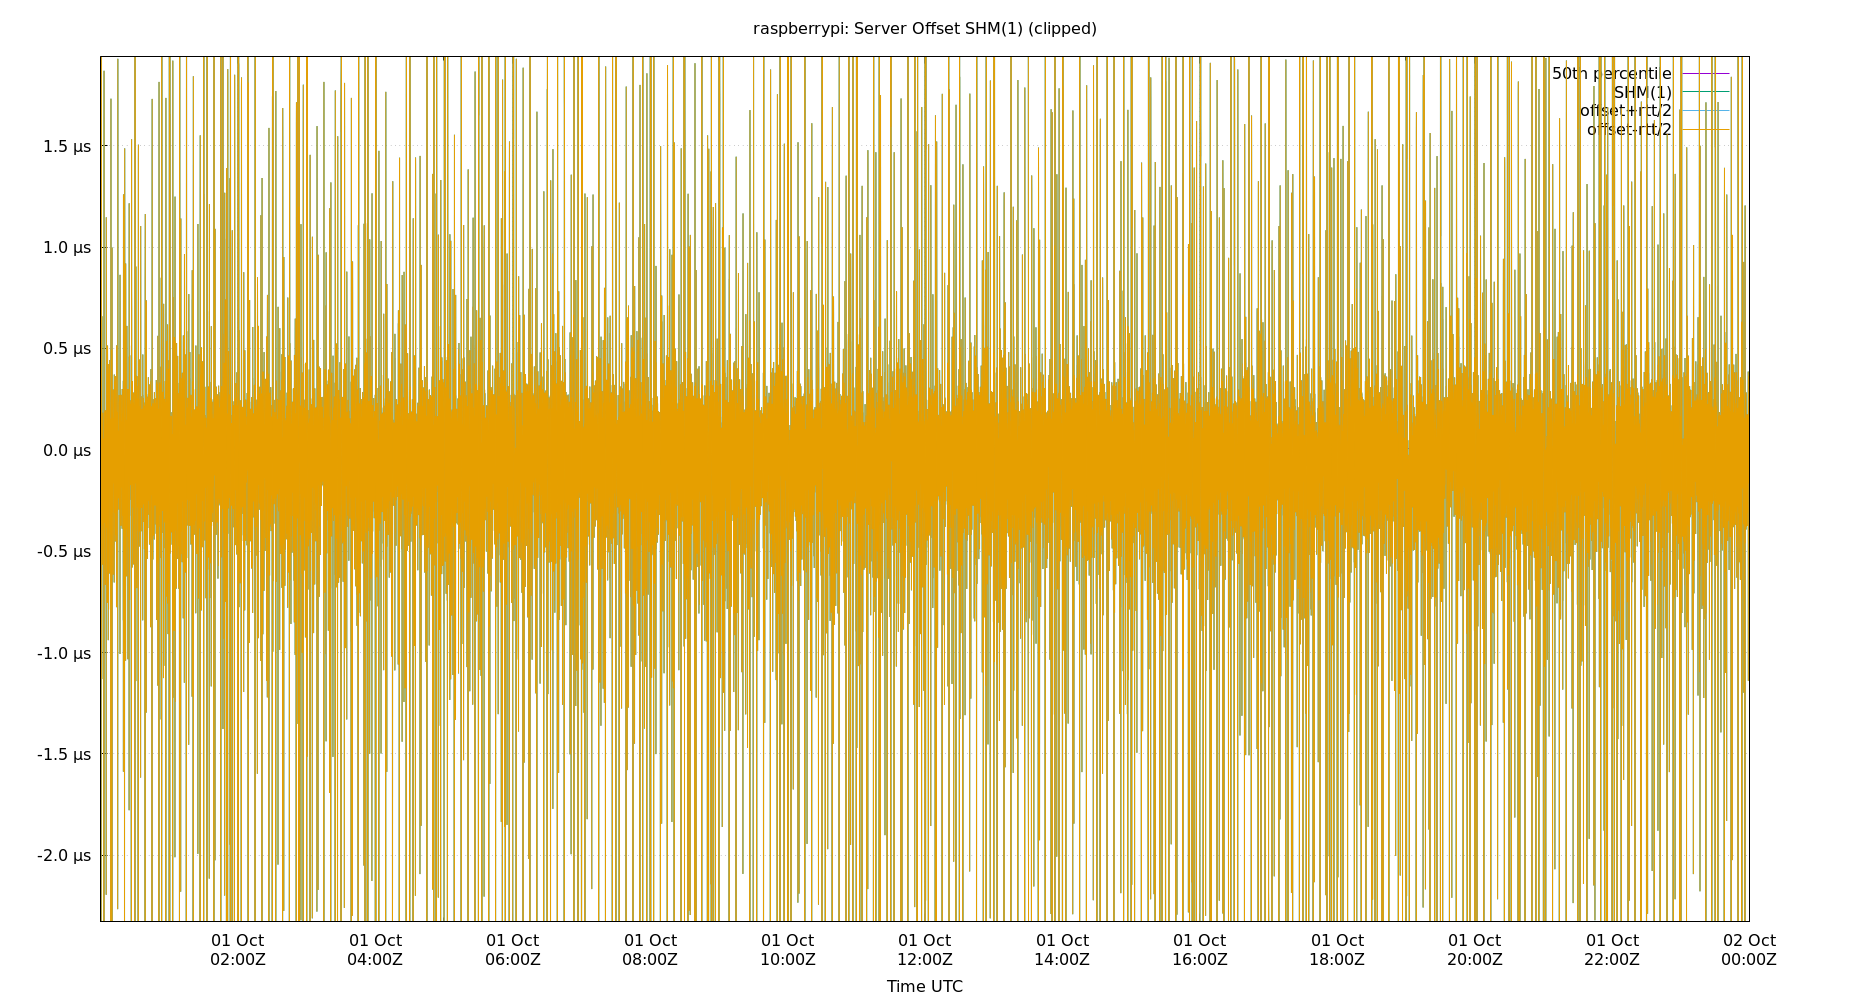 raspberrypi: Server Offset SHM(1) (clipped)
50th percentile
SHM(1)
offset+rtt/2
offset-rtt/2
1.5 µs
1.0 µs
0.5 µs
0.0 µs
-0.5 µs
-1.0 µs
-1.5 µs
-2.0 µs
01 Oct 01 Oct 01 Oct 01 Oct 01 Oct 01 Oct 01 Oct 01 Oct 01 Oct 01 Oct 01 Oct 02 Oct
02:00Z 04:00Z 06:00Z 08:00Z 10:00Z 12:00Z 14:00Z 16:00Z 18:00Z 20:00Z 22:00Z 00:00Z
Time UTC